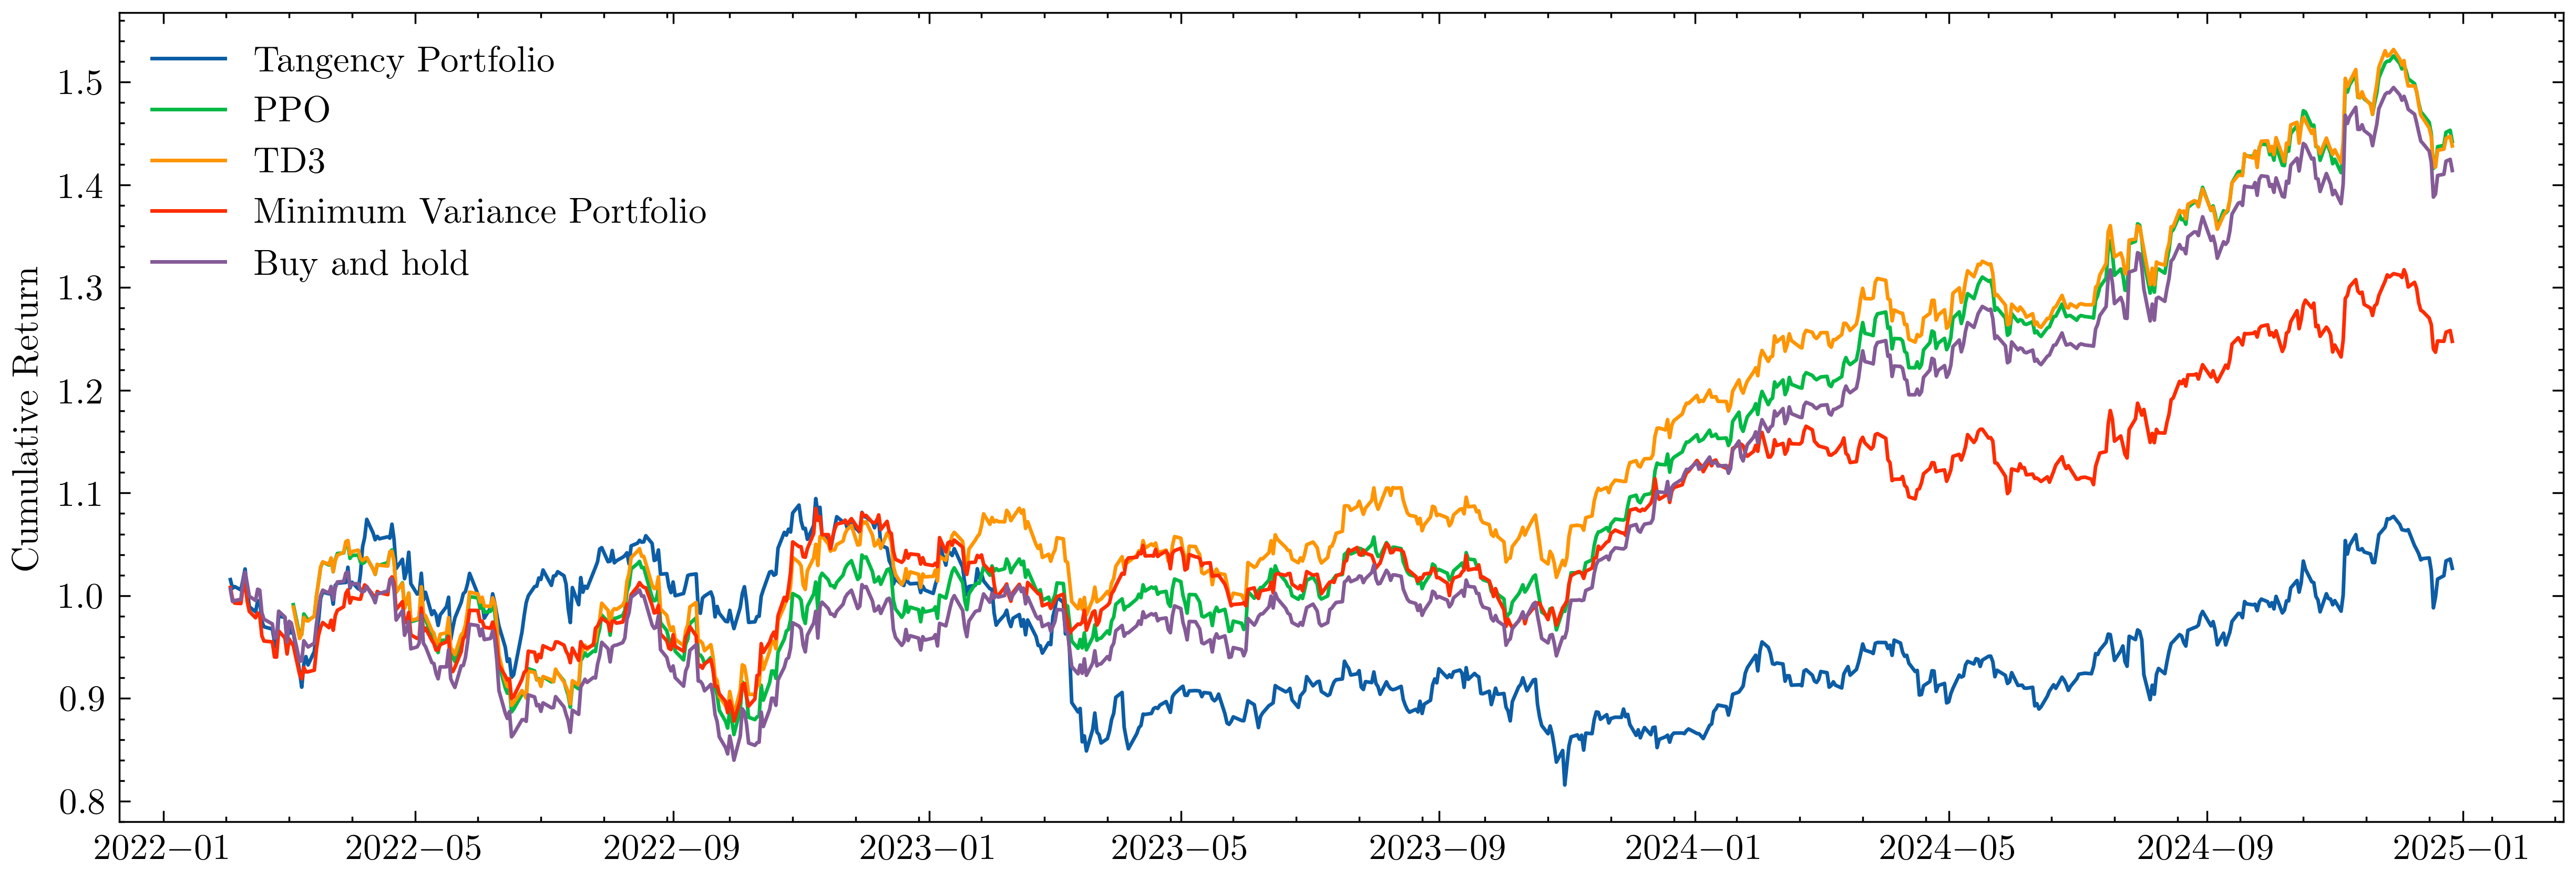 Tangency Portfolio
PPO
TD3
Minimum Variance Portfolio
Buy and hold
Cumulative Return
1.5
1.4
1.3
1.2
1.1
1.0
0.9
0.8
2022−01 2022−05 2022−09 2023−01 2023−05 2023−09 2024−01 2024−05 2024−09 2025−01